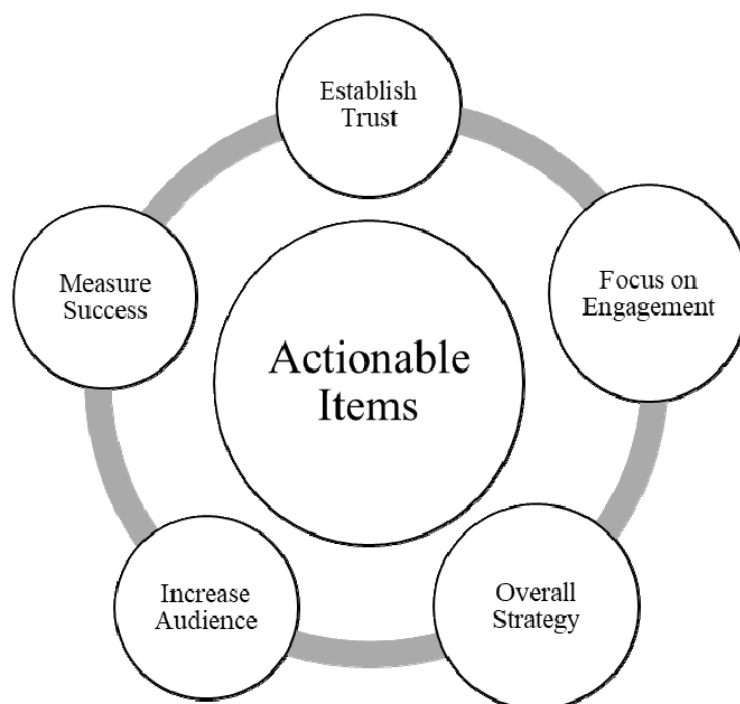 Establish
Trust
Focus on
Engagement
Overall
Strategy
Increase
Audience
Measure
Success
Actionable
Items